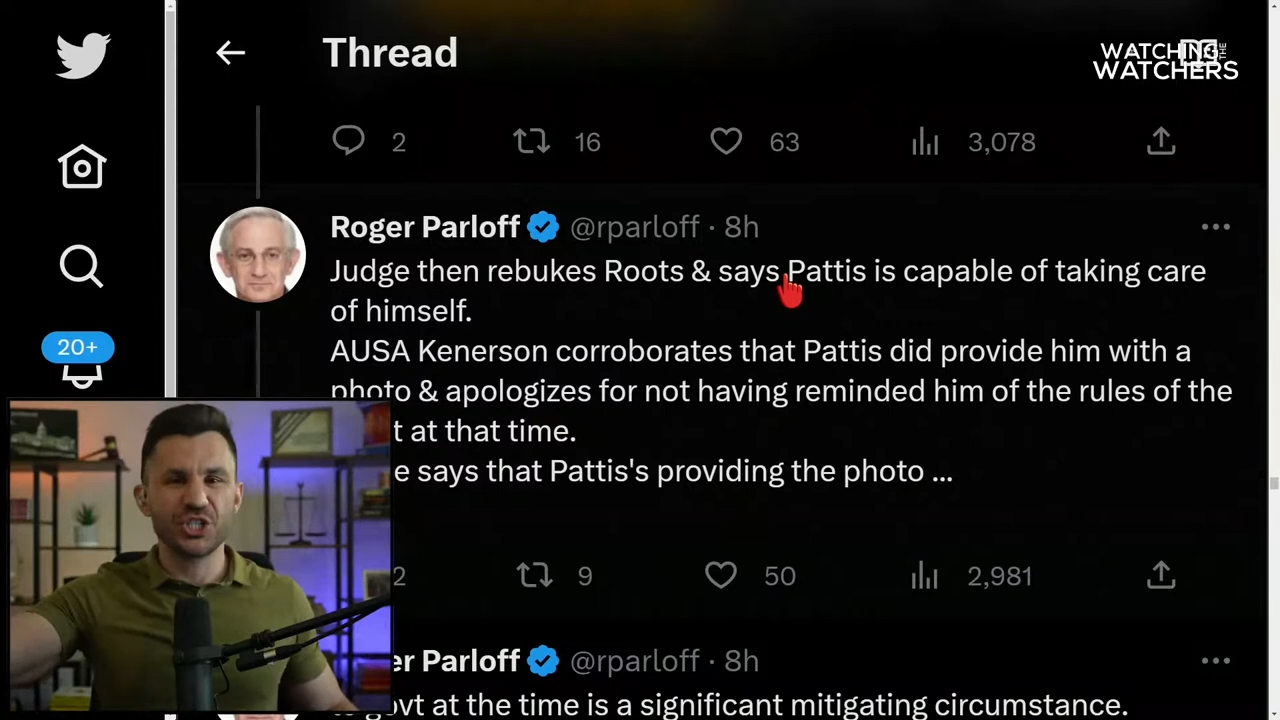 Thread
WATCHING THE
WATCHERS
2 16 63 3,078
Roger Parloff @rparloff · 8h
Judge then rebukes Roots & says Pattis is capable of taking care
of himself.
AUSA Kenerson corroborates that Pattis did provide him with a
photo & apologizes for not having reminded him of the rules of the
t at that time.
e says that Pattis's providing the photo ...
20+
2 9 50 2,981
er Parloff @rparloff · 8h
govt at the time is a significant mitigating circumstance.